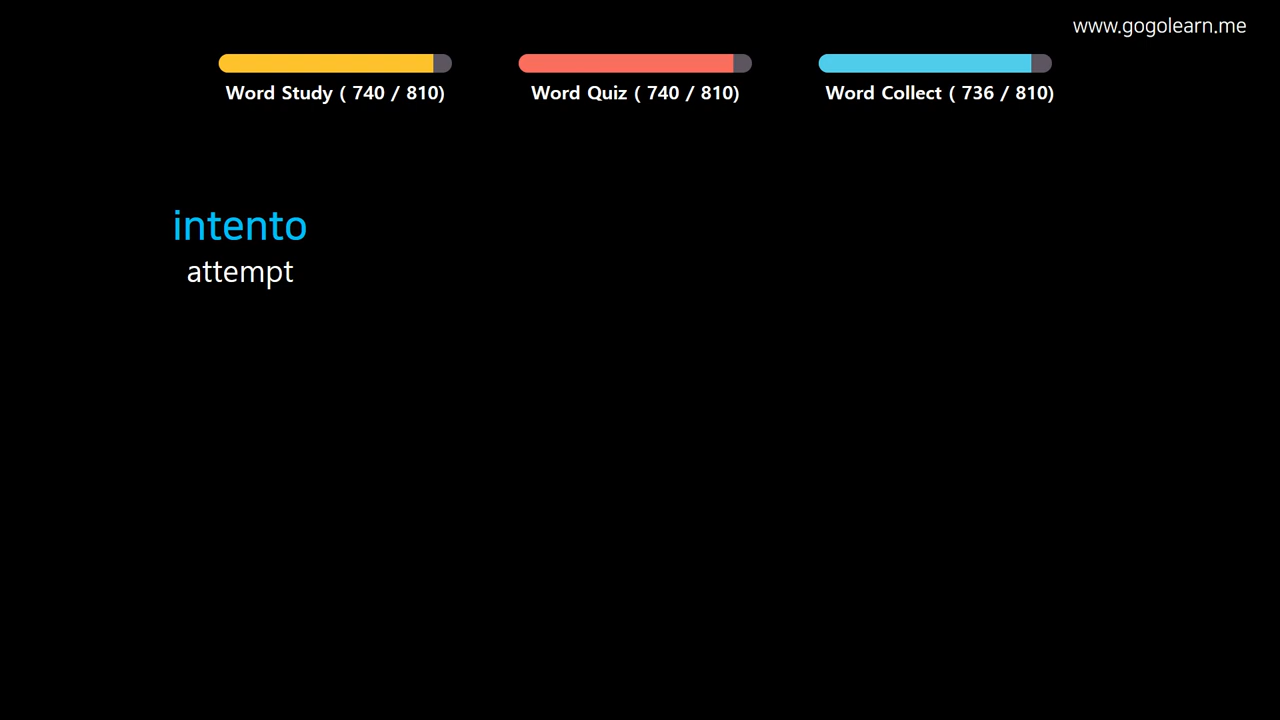 www.gogolearn.me
Word Study ( 740 / 810)
Word Quiz ( 740 / 810)
Word Collect ( 736 / 810)
intento
attempt